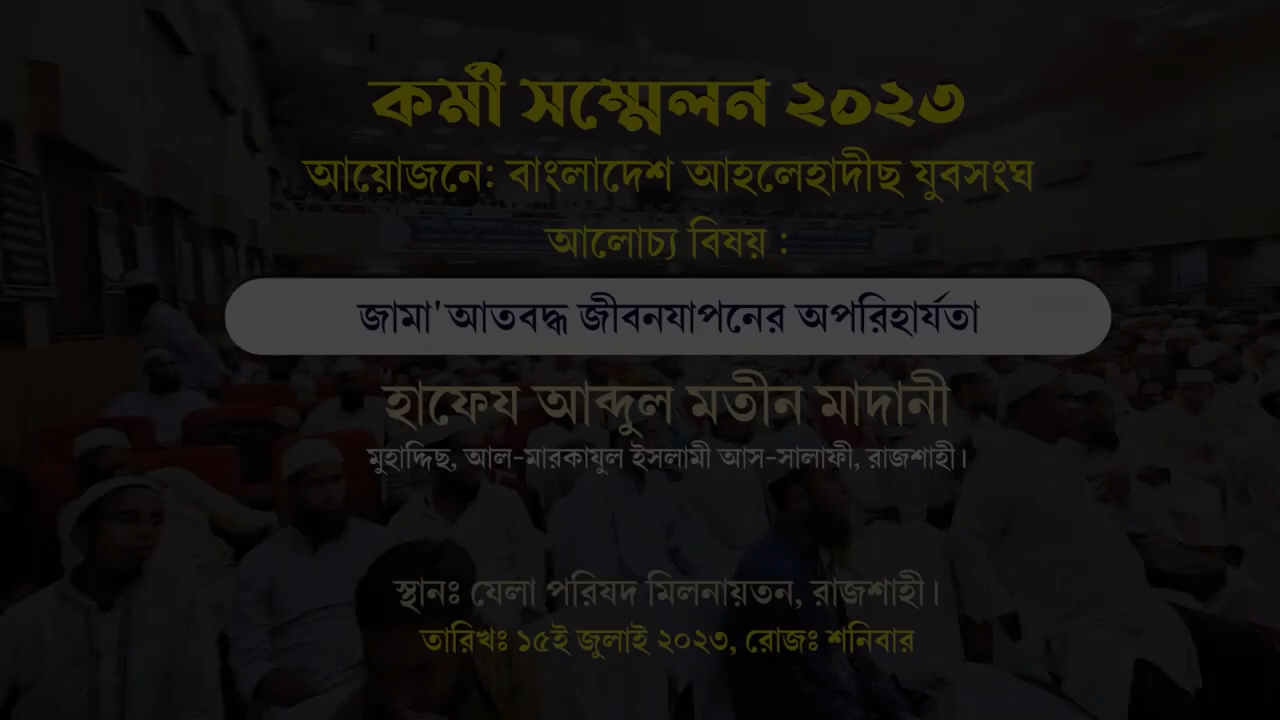 কর্মী সম্মেলন ২০২৩
আয়োজনে: বাংলাদেশ আহলেহাদীছ যুবসংঘ
আলোচ্য বিষয় :
জামা'আতবদ্ধ জীবনযাপনের অপরিহার্যতা
হাফেয আব্দুল মতীন মাদানী
মুহাদ্দিছ, আল-মারকাযুল ইসলামী আস-সালাফী, রাজশাহী।
স্থানঃ যেলা পরিষদ মিলনায়তন, রাজশাহী।
তারিখঃ ১৫ই জুলাই ২০২৩, রোজঃ শনিবার